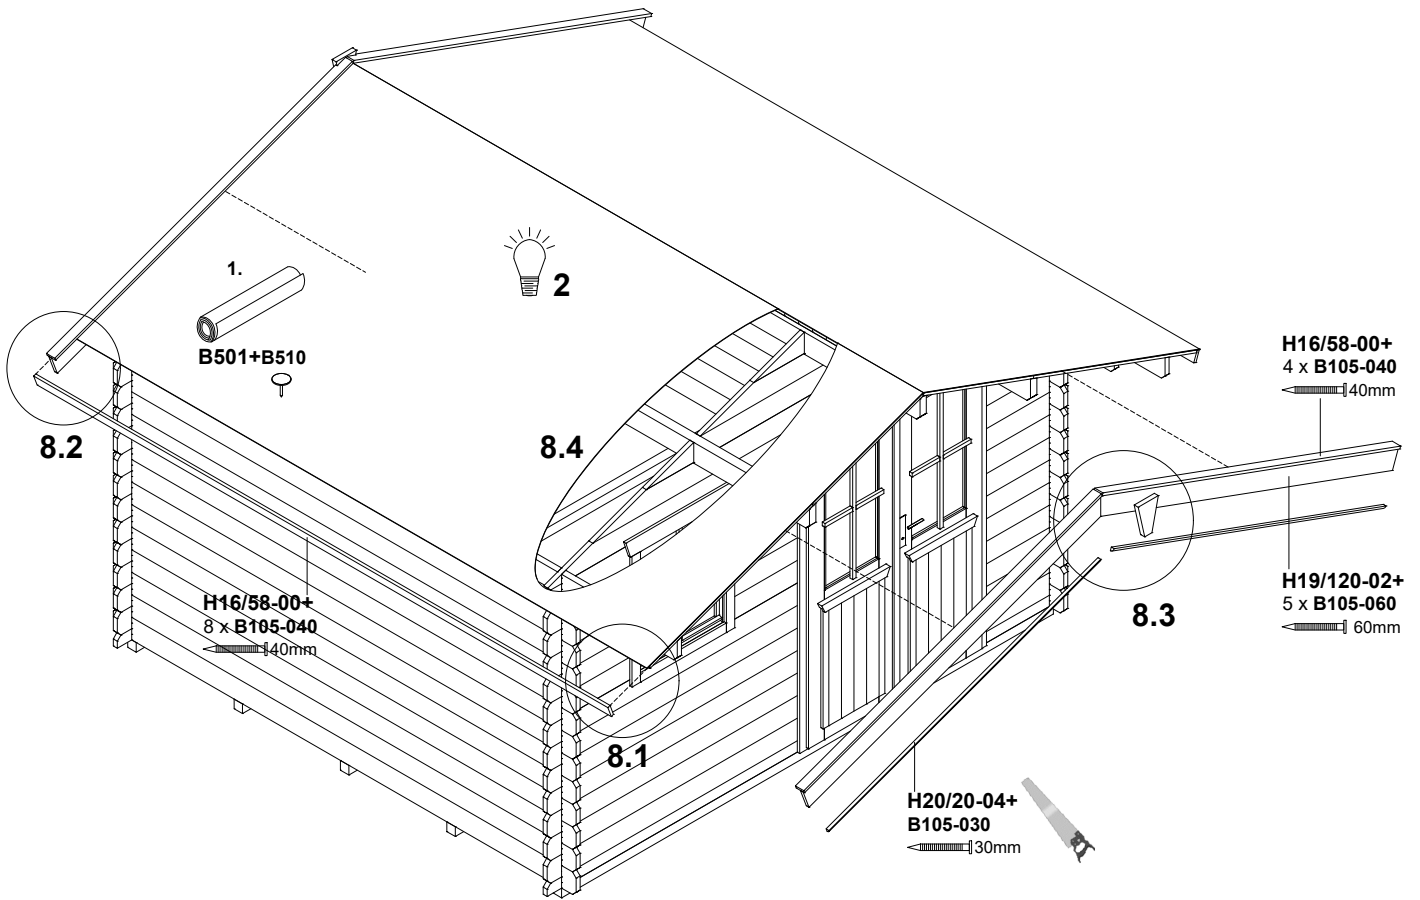 1.
B501+B510
2
8.2
8.4
H16/58-00+
4 x B105-040
40mm
H19/120-02+
5 x B105-060
60mm
8.3
H16/58-00+
8 x B105-040
40mm
8.1
H20/20-04+
B105-030
30mm